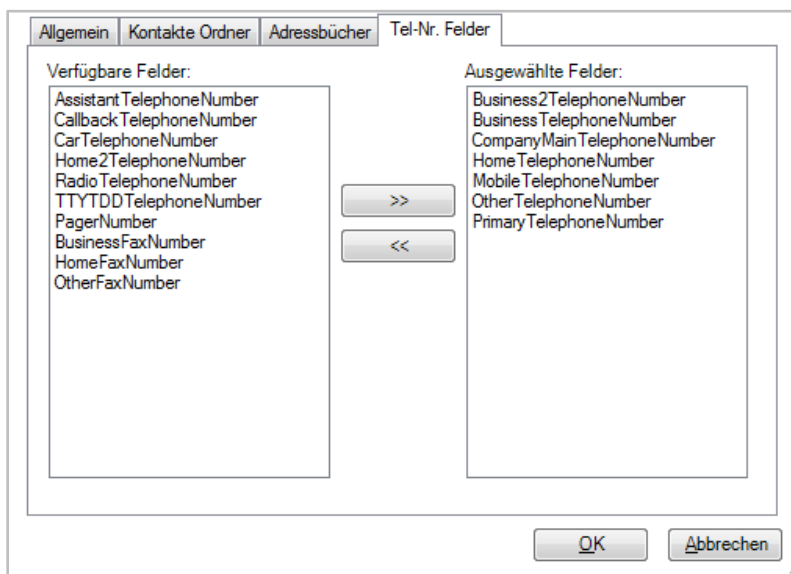 Allgemein Kontakte Ordner Adressbücher Tel-Nr. Felder
Verfügbare Felder:
AssistantTelephoneNumber
CallbackTelephoneNumber
CarTelephoneNumber
Home2TelephoneNumber
RadioTelephoneNumber
TTYTDDTelephoneNumber
PagerNumber
BusinessFaxNumber
HomeFaxNumber
OtherFaxNumber
>>
<<
Ausgewählte Felder:
Business2TelephoneNumber
BusinessTelephoneNumber
CompanyMainTelephoneNumber
HomeTelephoneNumber
MobileTelephoneNumber
OtherTelephoneNumber
PrimaryTelephoneNumber
OK Abbrechen